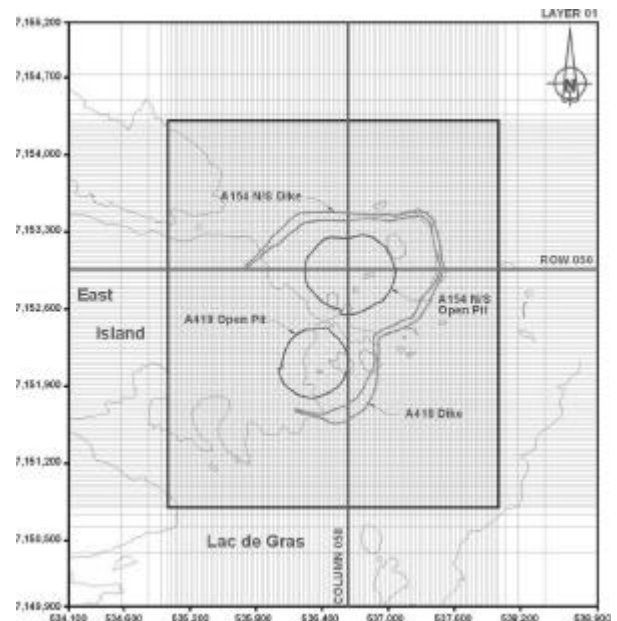 LAYER 01
7,155,200
7,154,700
7,154,000
7,153,300
7,152,600
7,151,900
7,151,200
7,150,500
7,149,900
N
A154 N/S Dike
ROW 050
East
Island
A154 N/S
Open Pit
A418 Open Pit
A418 Dike
Lac de Gras
COLUMN 050
534,100
534,600
535,200
535,800
536,400
537,000
537,600
538,200
538,900